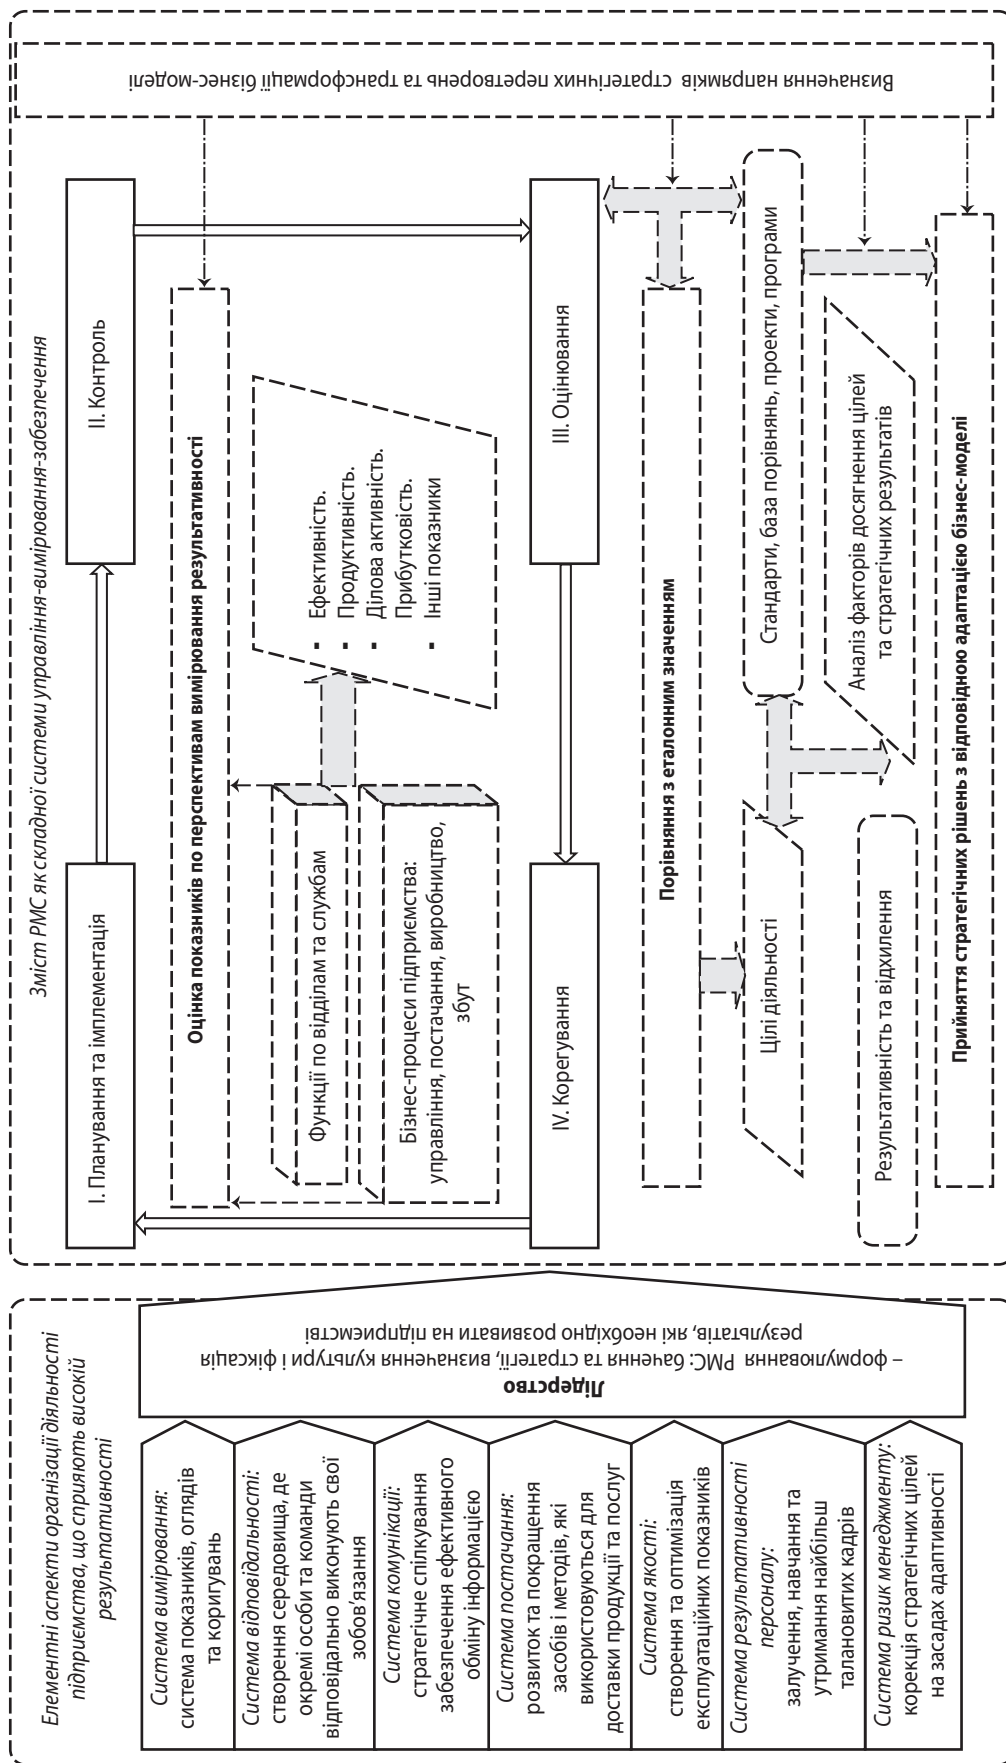 Елементні аспекти організації діяльності
підприємства, що сприяють високій
результативності
Система вимірювання:
система показників, оглядів
та коригувань
Система відповідальності:
створення середовища, де
окремі особи та команди
відповідально виконують свої
зобов'язання
Система комунікації:
стратегічне спілкування
забезпечення ефективного
обміну інформацією
Система постачання:
розвиток та покращення
засобів і методів, які
використовуються для
доставки продукції та послуг
Система якості:
створення та оптимізація
експлуатаційних показників
Система результативності
персоналу:
залучення, навчання та
утримання найбільш
талановитих кадрів
Система ризик менеджменту:
корекція стратегічних цілей
на засадах адаптивності
Лідерство
– формулювання РМС: бачення та стратегії, визначення культури і фіксація
результатів, які необхідно розвивати на підприємстві
Зміст РМС як складної системи управління-вимірювання-забезпечення
І. Планування та імплементація
ІІ. Контроль
Оцінка показників по перспективам вимірювання результативності
Функції по відділам та службам
Бізнес-процеси підприємства:
управління, постачання, виробництво,
збут
▪ Ефективність.
▪ Продуктивність.
▪ Ділова активність.
Прибутковість.
▪ Інші показники
IV. Корегування
ІІІ. Оцінювання
Порівняння з еталонним значенням
Цілі діяльності
Стандарти, база порівнянь, проекти, програми
Результативність та відхилення
Аналіз факторів досягнення цілей
та стратегічних результатів
Прийняття стратегічних рішень з відповідною адаптацією бізнес-моделі
Визначення напрямків стратегічних перетворень та трансформації бізнес-моделі